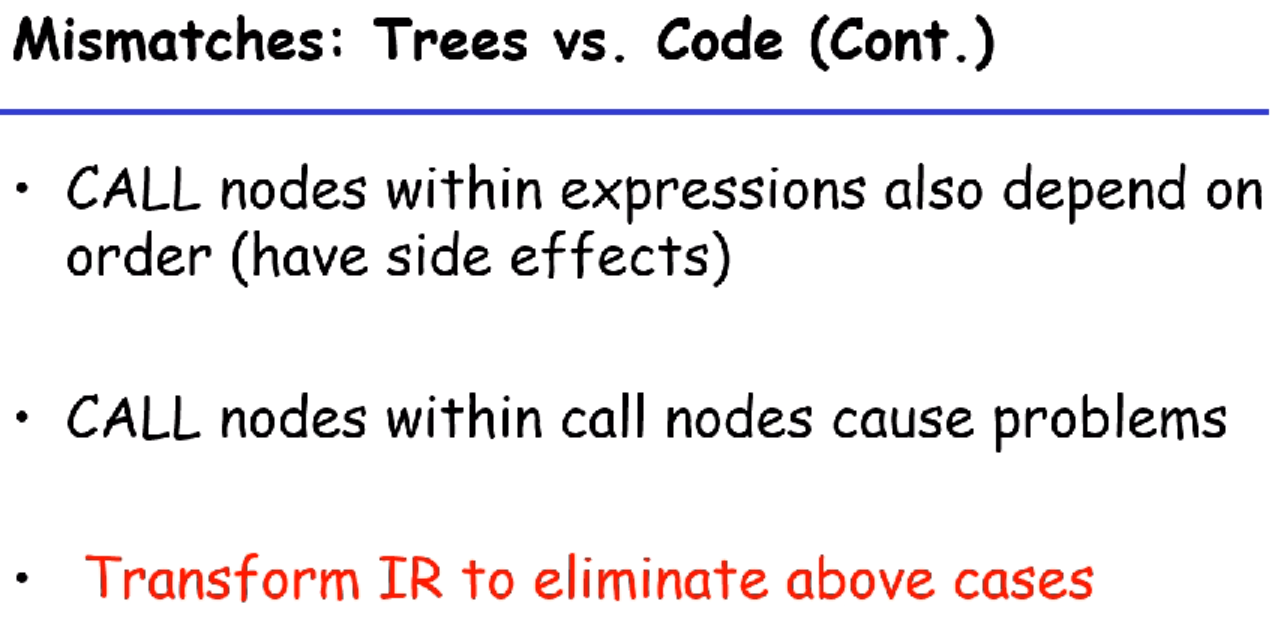 Mismatches: Trees vs. Code (Cont.)
• CALL nodes within expressions also depend on
order (have side effects)
• CALL nodes within call nodes cause problems
• Transform IR to eliminate above cases